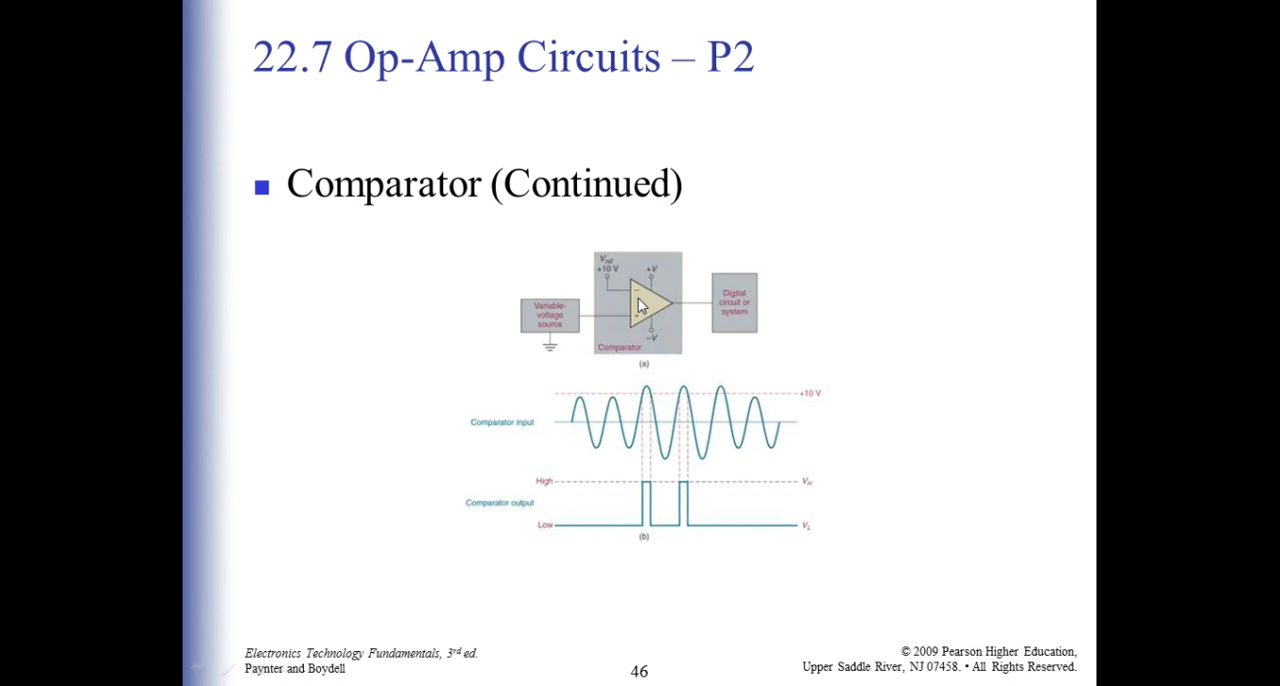 22.7 Op-Amp Circuits – P2
■ Comparator (Continued)
Vref
+10 V
+V
Variable-
voltage
source
−
+
−V
Comparator
Digital
circuit or
system
(a)
+10 V
Comparator input
High
VH
Comparator output
Low
VL
(b)
Electronics Technology Fundamentals, 3rd ed.
Paynter and Boydell
46
© 2009 Pearson Higher Education,
Upper Saddle River, NJ 07458. • All Rights Reserved.